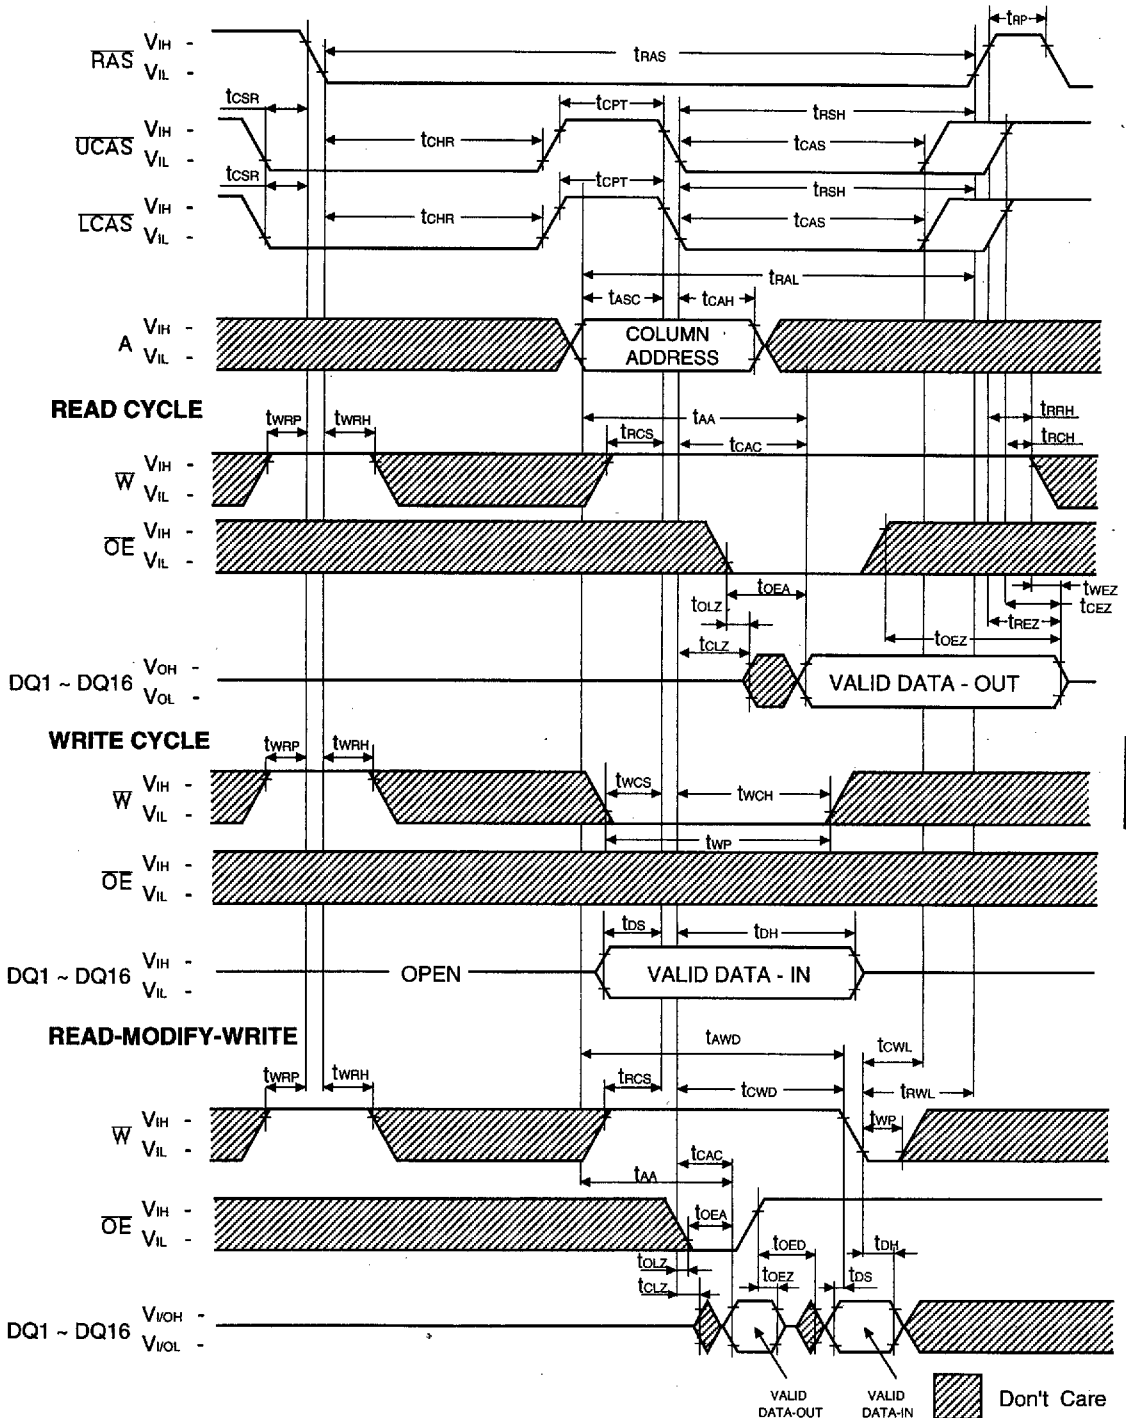 tRP
RAS VIH -
VIL -
tRAS
tCSR
tCPT
tRSH
UCAS VIH -
VIL -
tCHR
tCAS
tCSR
tCPT
tRSH
LCAS VIH -
VIL -
tCHR
tCAS
tRAL
tASC tCAH
A VIH -
VIL -
COLUMN
ADDRESS
READ CYCLE
tWRP tWRH
tAA
tRRH
tRCS
tCAC
tRCH
W VIH -
VIL -
OE VIH -
VIL -
tOEA
tWEZ
tOLZ
tCEZ
tREZ
tCLZ
tOEZ
DQ1 ~ DQ16 VOH -
VOL -
VALID DATA - OUT
WRITE CYCLE
tWRP tWRH
W VIH -
VIL -
tWCS tWCH
tWP
OE VIH -
VIL -
tDS tDH
DQ1 ~ DQ16 VIH -
VIL -
OPEN
VALID DATA - IN
READ-MODIFY-WRITE
tAWD
tCWL
tWRP tWRH
tRCS
tCWD
tRWL
W VIH -
VIL -
tWP
tCAC
tAA
OE VIH -
VIL -
tOEA
tOED
tDH
tOLZ
tOEZ
tDS
tCLZ
DQ1 ~ DQ16 VI/OH -
VI/OL -
VALID
DATA-OUT
VALID
DATA-IN
Don't Care